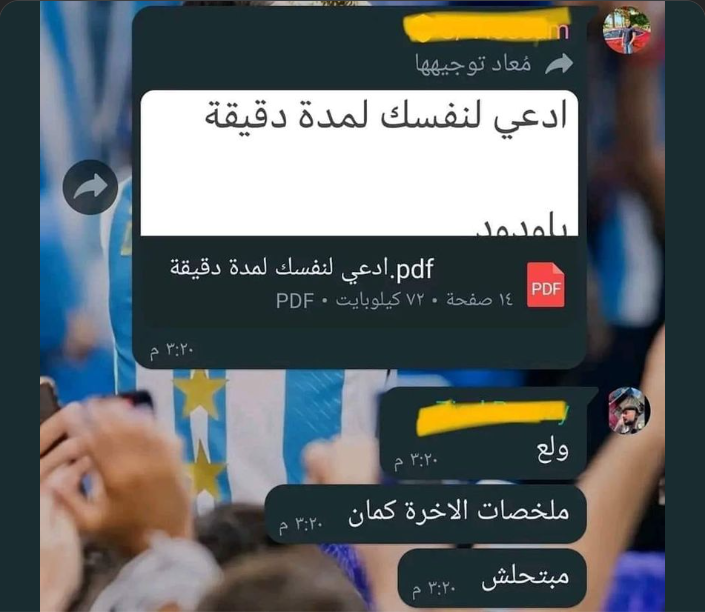 مُعاد توجيهها
ادعي لنفسك لمدة دقيقة
ياودود
ادعي لنفسك لمدة دقيقة.pdf
PDF
١٤ صفحة • ٧٢ كيلوبايت • PDF
٣:٢٠ م
ولع
٣:٢٠ م
ملخصات الاخرة كمان
٣:٢٠ م
مبتحلش
٣:٢٠ م